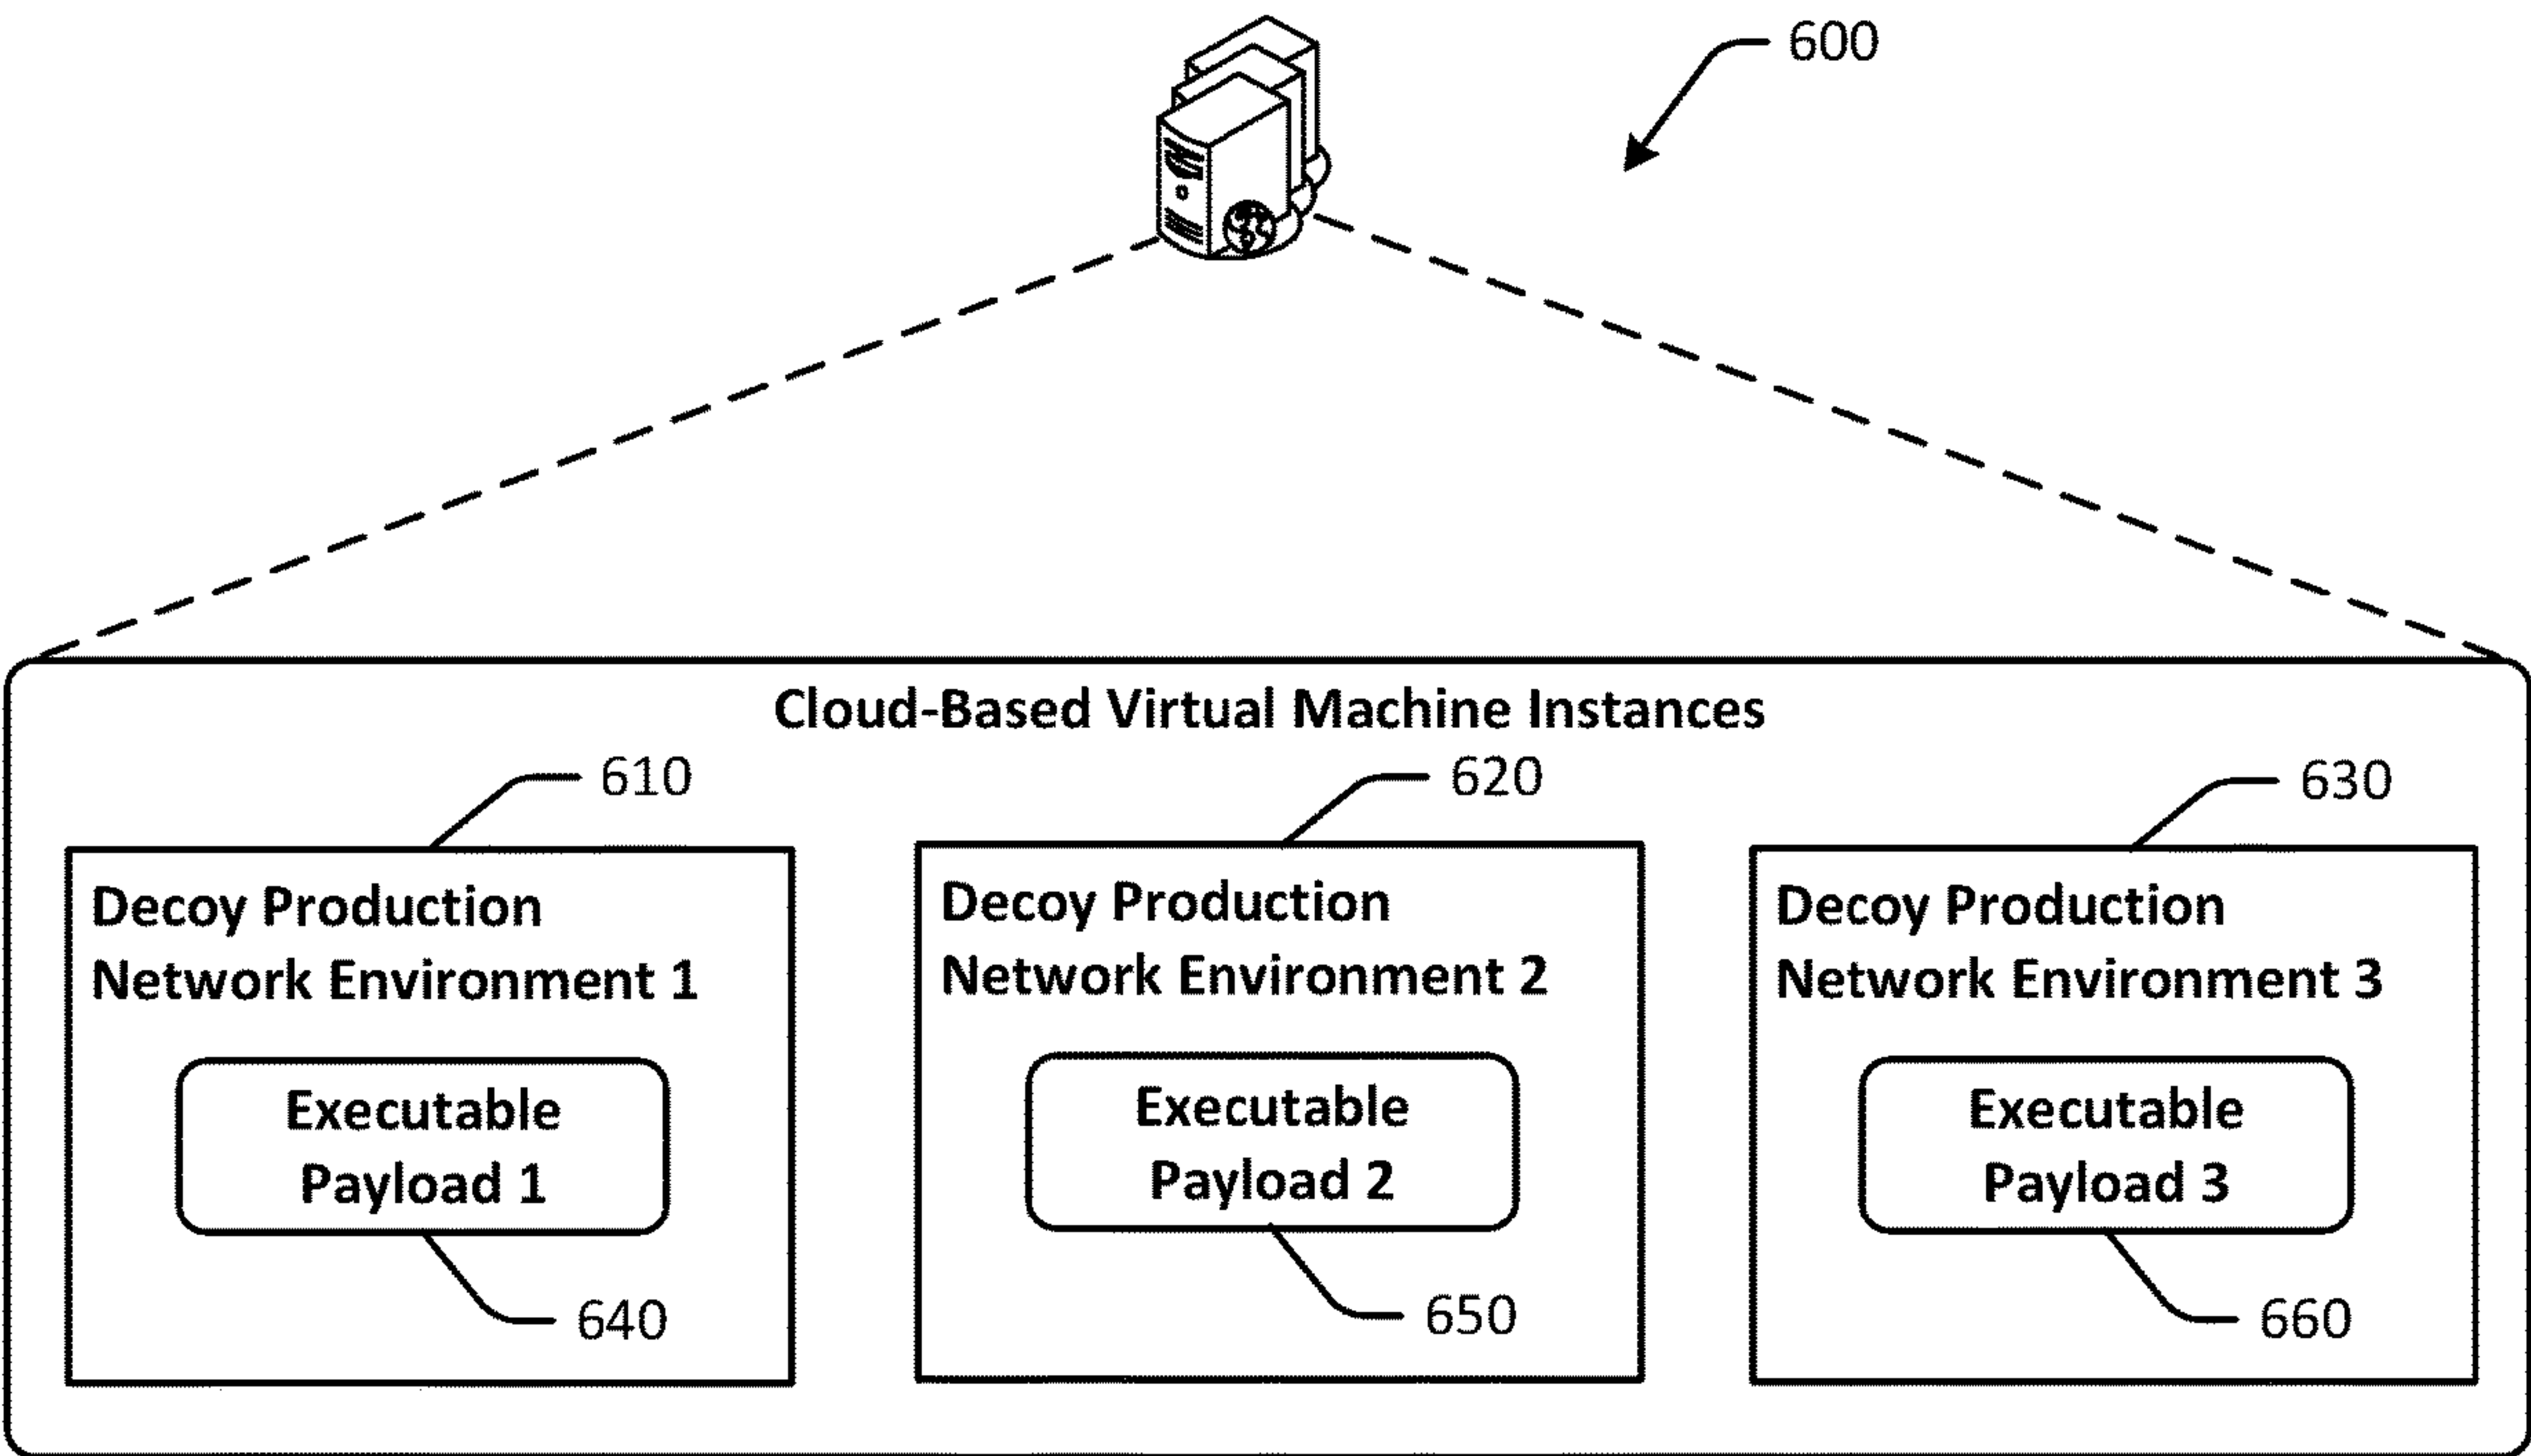 600
Cloud-Based Virtual Machine Instances
610
620
630
Decoy Production
Network Environment 1
Executable
Payload 1
640
Decoy Production
Network Environment 2
Executable
Payload 2
650
Decoy Production
Network Environment 3
Executable
Payload 3
660